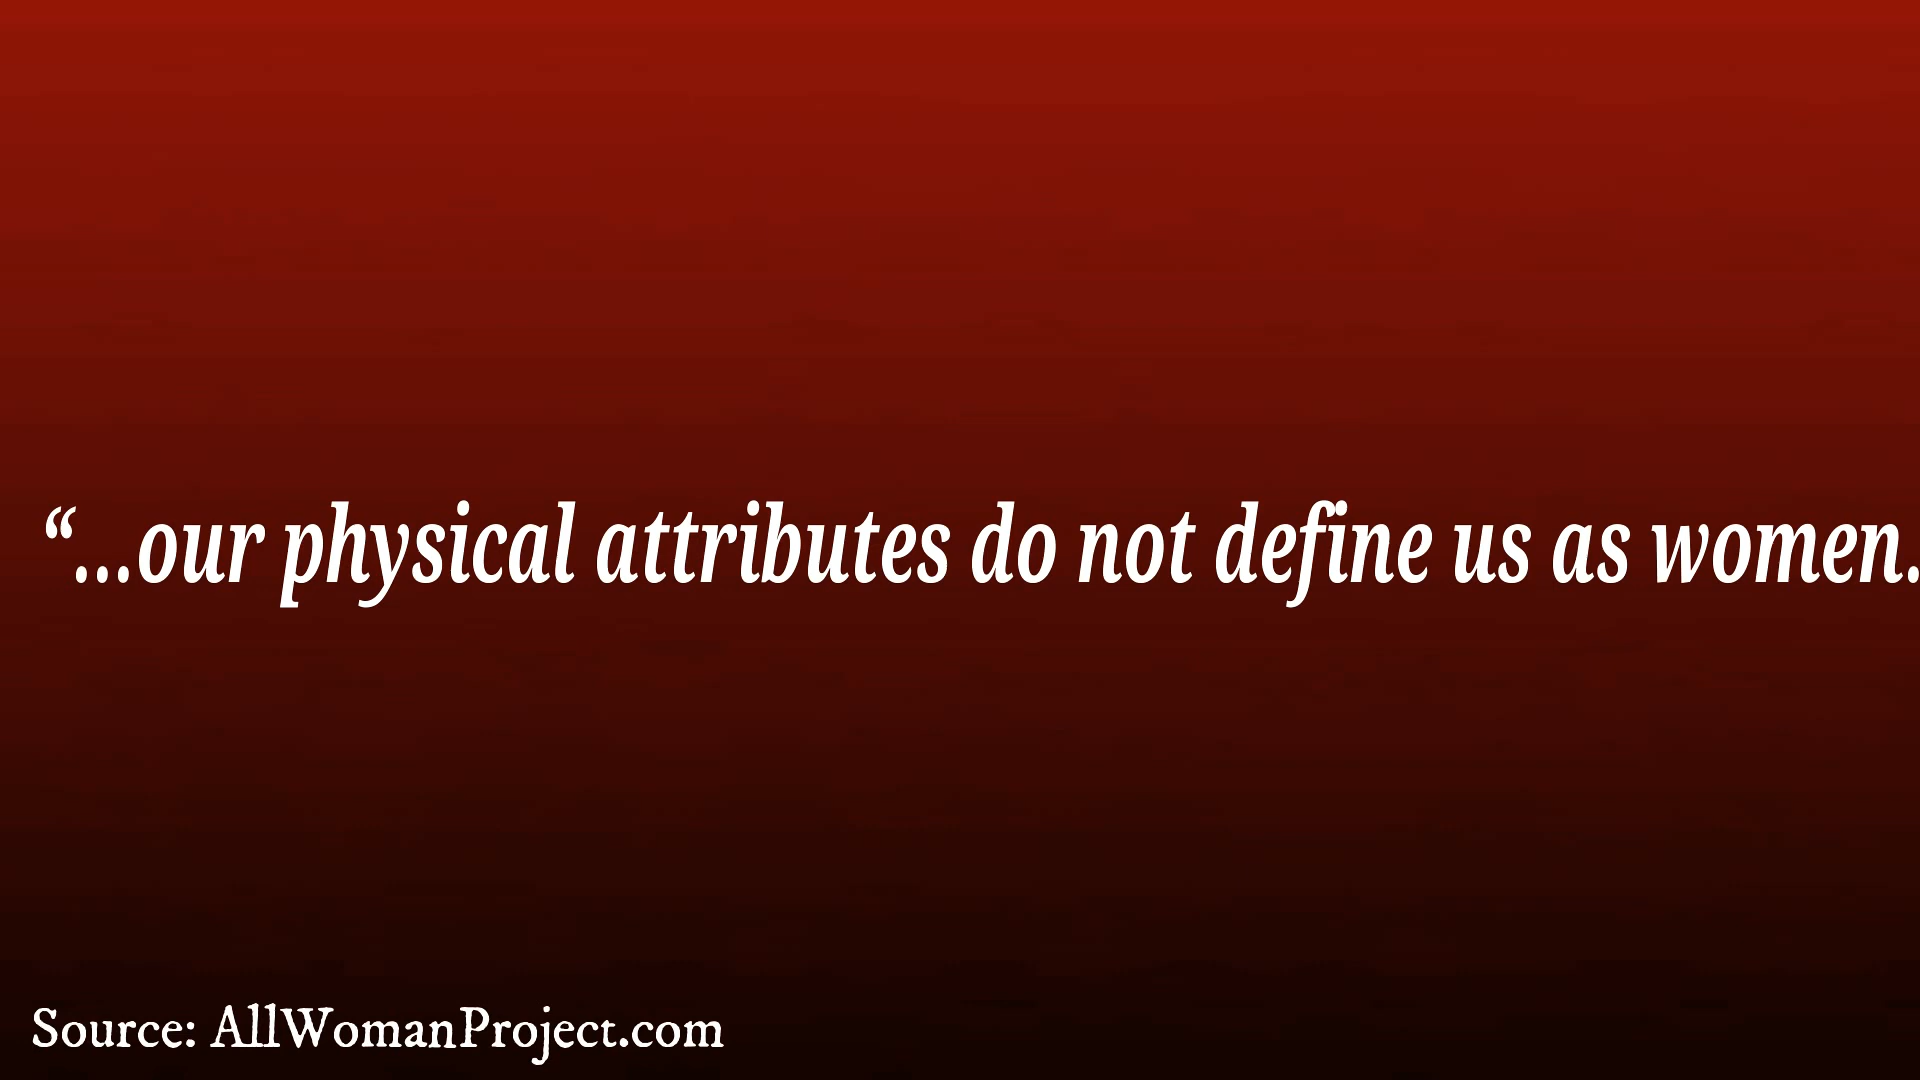 “...our physical attributes do not define us as women.
Source: AllWomanProject.com